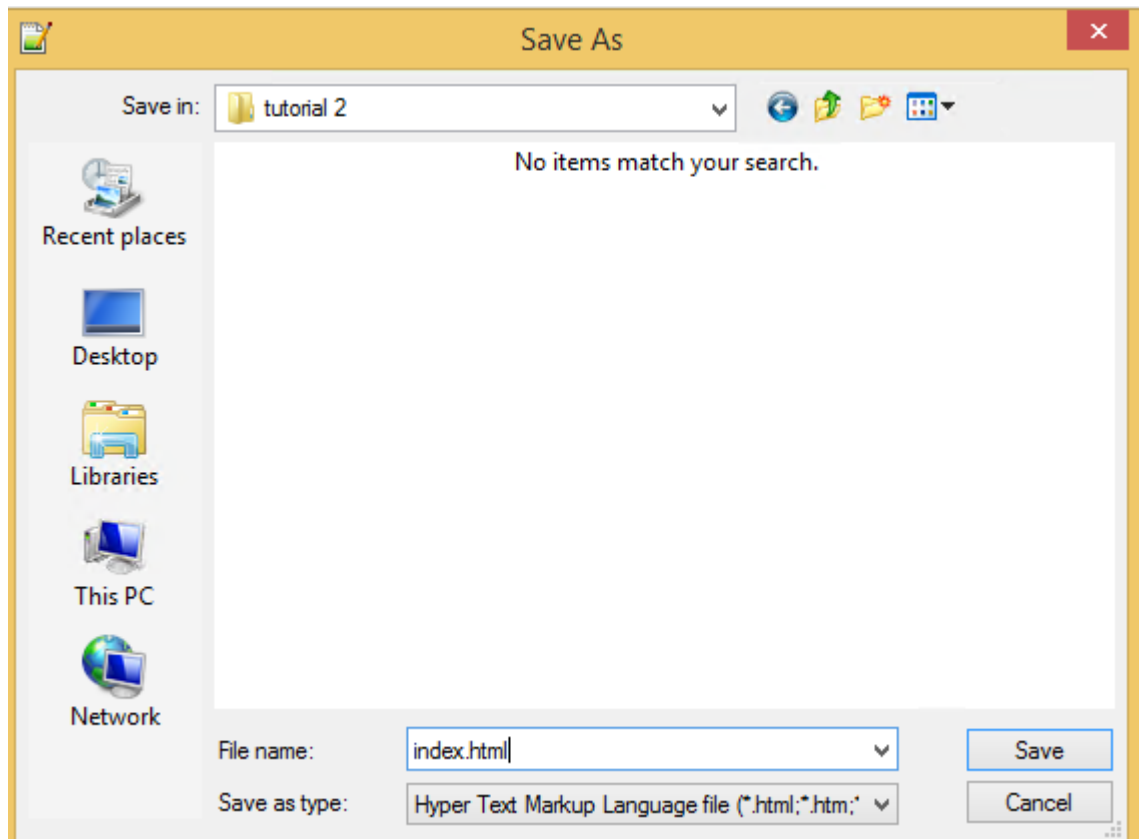 Save As
Save in:
tutorial 2
No items match your search.
Recent places
Desktop
Libraries
This PC
Network
File name:
index.html
Save
Save as type:
Hyper Text Markup Language file (*.html;*.htm;*
Cancel